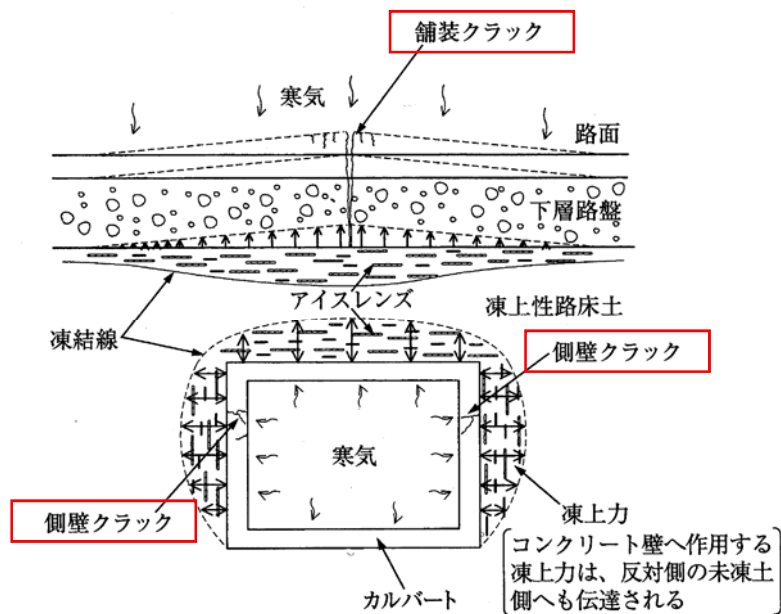 舗装クラック
寒気
路面
下層路盤
アイスレンズ
凍上性路床土
凍結線
側壁クラック
寒気
側壁クラック
凍上力
コンクリート壁へ作用する
凍上力は、反対側の未凍土
側へも伝達される
カルバート